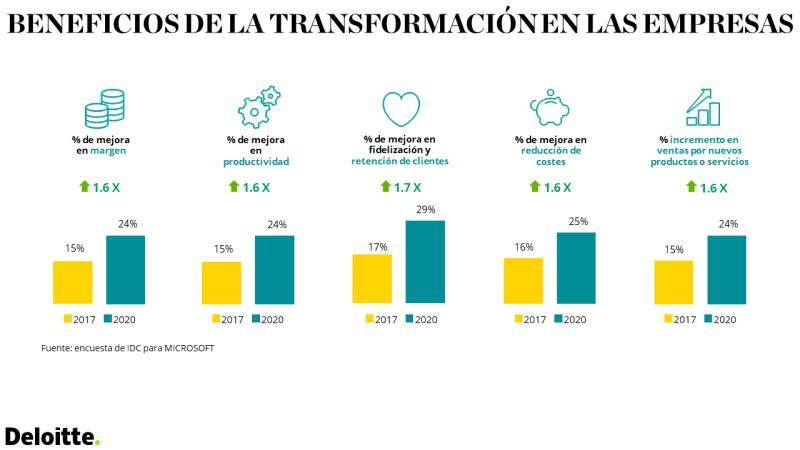 BENEFICIOS DE LA TRANSFORMACIÓN EN LAS EMPRESAS
% de mejora
en margen
1.6 X
24%
15%
2017 2020
% de mejora
en
productividad
1.6 X
24%
15%
2017 2020
% de mejora en
fidelización y
retención de clientes
1.7 X
29%
17%
2017 2020
% de mejora en
reducción de
costes
1.6 X
25%
16%
2017 2020
% incremento en
ventas por nuevos
productos o servicios
1.6 X
24%
15%
2017 2020
Fuente: encuesta de IDC para MICROSOFT
Deloitte.